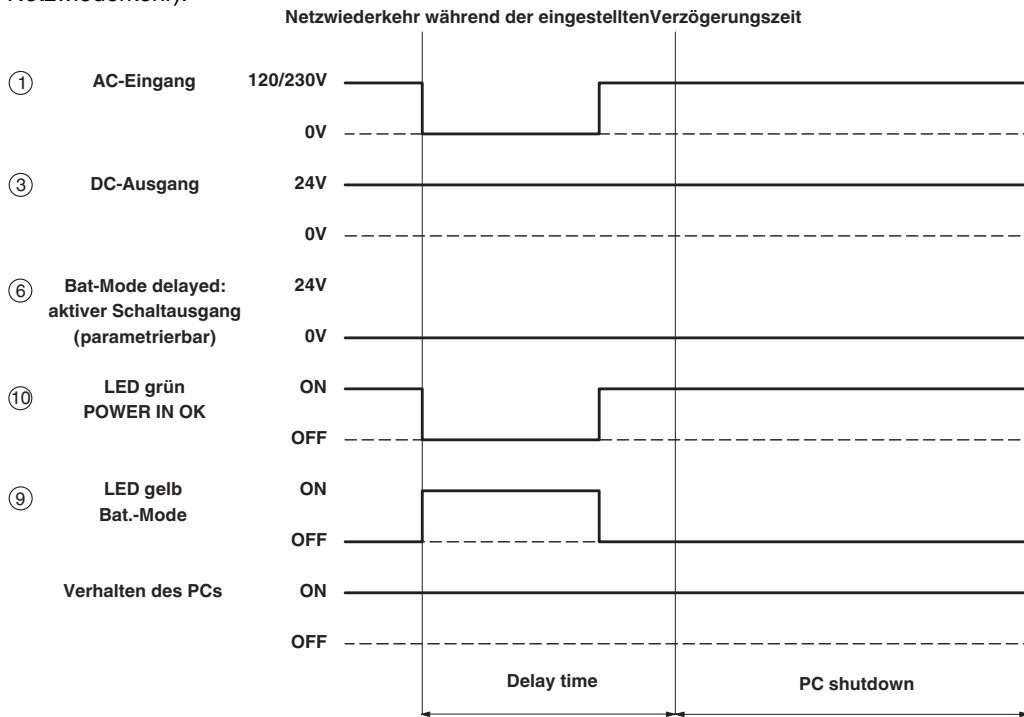 Netzwiederkehr).
Netzwiederkehr während der eingestelltenVerzögerungszeit
1 AC-Eingang 120/230V
0V
3 DC-Ausgang 24V
0V
6 Bat-Mode delayed: 24V
aktiver Schaltausgang
(parametrierbar) 0V
10 LED grün ON
POWER IN OK
OFF
9 LED gelb ON
Bat.-Mode
OFF
Verhalten des PCs ON
OFF
Delay time PC shutdown